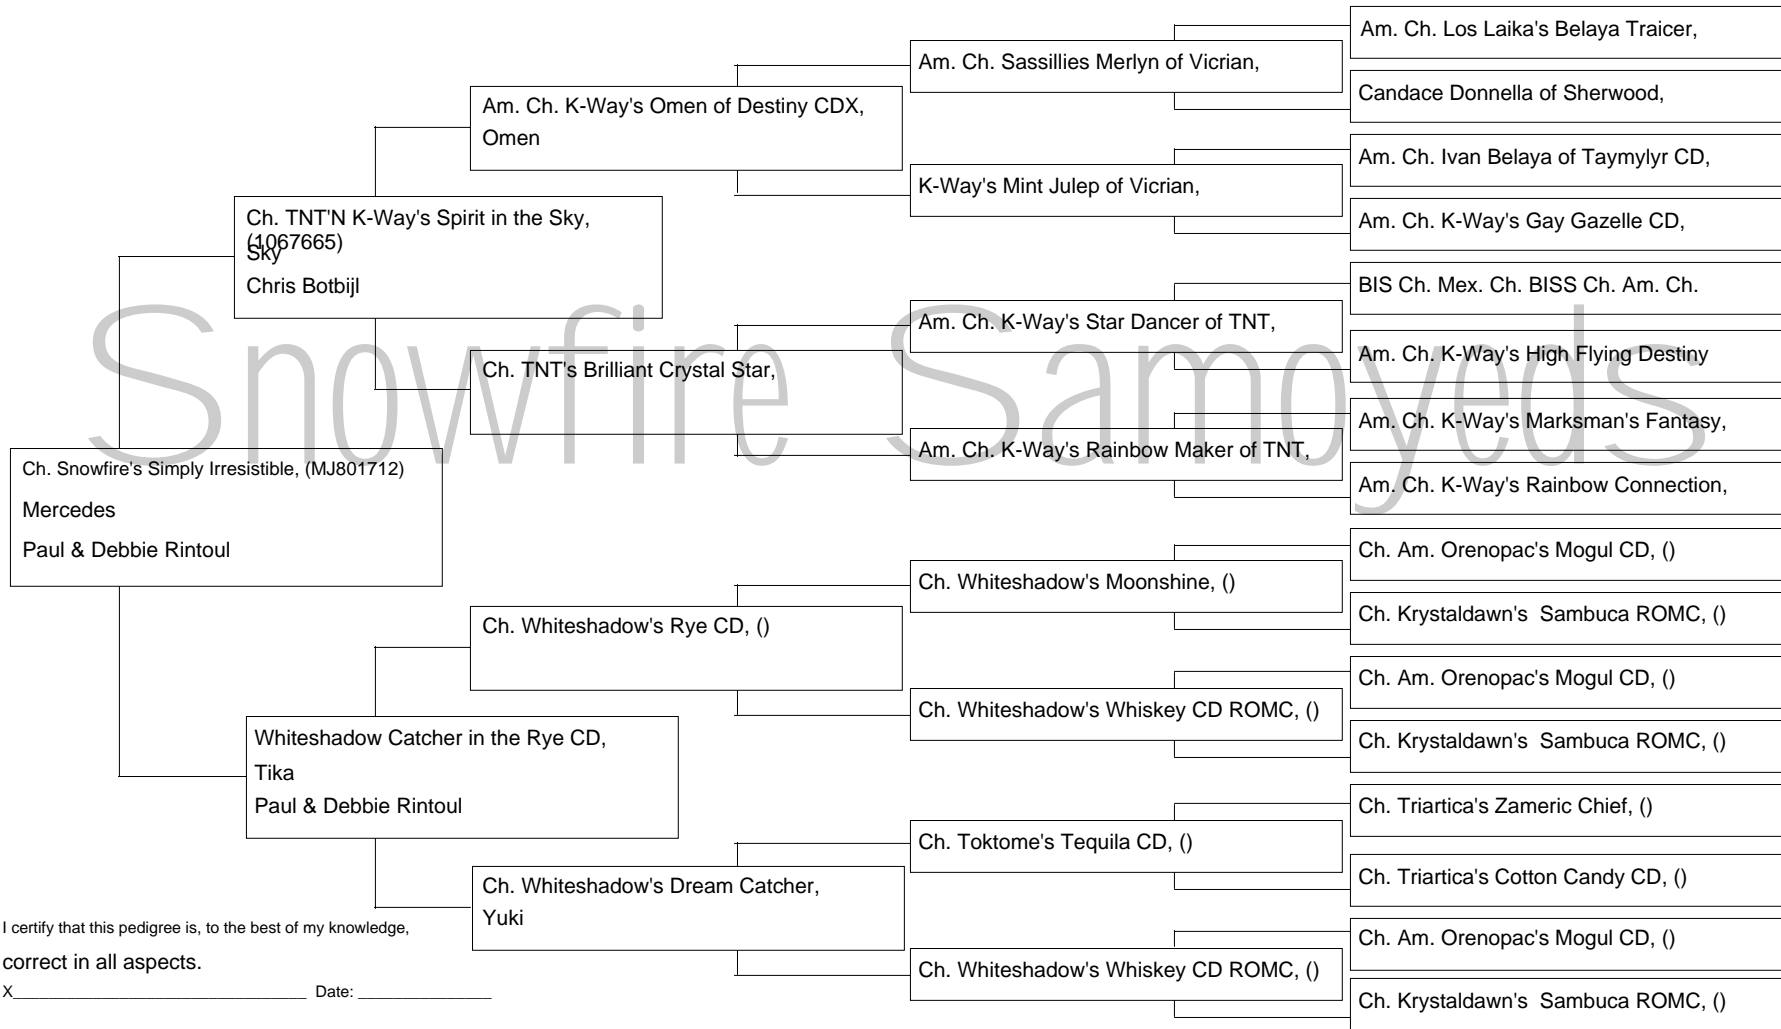 Snowfire Samoyeds
Ch. Snowfire's Simply Irresistible, (MJ801712)
Mercedes
Paul & Debbie Rintoul
Ch. TNT'N K-Way's Spirit in the Sky,
(1067665)
Sky
Chris Botbijl
Whiteshadow Catcher in the Rye CD,
Tika
Paul & Debbie Rintoul
Am. Ch. K-Way's Omen of Destiny CDX,
Omen
Ch. TNT's Brilliant Crystal Star,
Ch. Whiteshadow's Rye CD, ()
Ch. Whiteshadow's Dream Catcher,
Yuki
Am. Ch. Sassillies Merlyn of Vicrian,
K-Way's Mint Julep of Vicrian,
Am. Ch. K-Way's Star Dancer of TNT,
Am. Ch. K-Way's Rainbow Maker of TNT,
Ch. Whiteshadow's Moonshine, ()
Ch. Whiteshadow's Whiskey CD ROMC, ()
Ch. Toktome's Tequila CD, ()
Ch. Whiteshadow's Whiskey CD ROMC, ()
Am. Ch. Los Laika's Belaya Traicer,
Candace Donnella of Sherwood,
Am. Ch. Ivan Belaya of Taymylyr CD,
Am. Ch. K-Way's Gay Gazelle CD,
BIS Ch. Mex. Ch. BISS Ch. Am. Ch.
Am. Ch. K-Way's High Flying Destiny
Am. Ch. K-Way's Marksman's Fantasy,
Am. Ch. K-Way's Rainbow Connection,
Ch. Am. Orenopac's Mogul CD, ()
Ch. Krystaldawn's  Sambuca ROMC, ()
Ch. Am. Orenopac's Mogul CD, ()
Ch. Krystaldawn's  Sambuca ROMC, ()
Ch. Triartica's Zameric Chief, ()
Ch. Triartica's Cotton Candy CD, ()
Ch. Am. Orenopac's Mogul CD, ()
Ch. Krystaldawn's  Sambuca ROMC, ()
I certify that this pedigree is, to the best of my knowledge,
correct in all aspects.
X_________________________________ Date: _______________